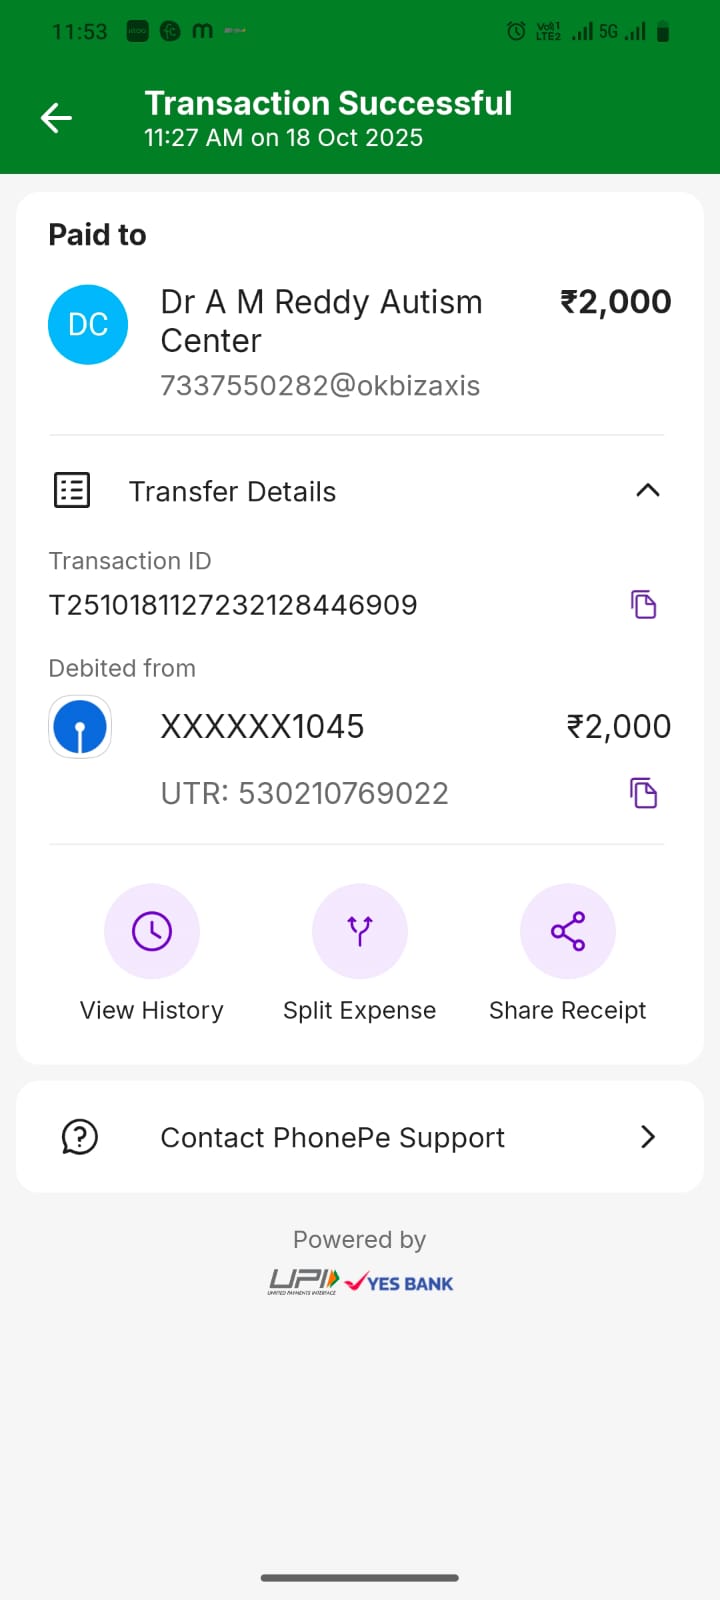 11:53
m
Vo))1
LTE2
5G
Transaction Successful
11:27 AM on 18 Oct 2025
Paid to
DC
Dr A M Reddy Autism
Center
₹2,000
7337550282@okbizaxis
Transfer Details
Transaction ID
T2510181127232128446909
Debited from
XXXXXX1045
₹2,000
UTR: 530210769022
View History
Split Expense
Share Receipt
Contact PhonePe Support
Powered by
UPI
UNIFIED PAYMENTS INTERFACE
YES BANK